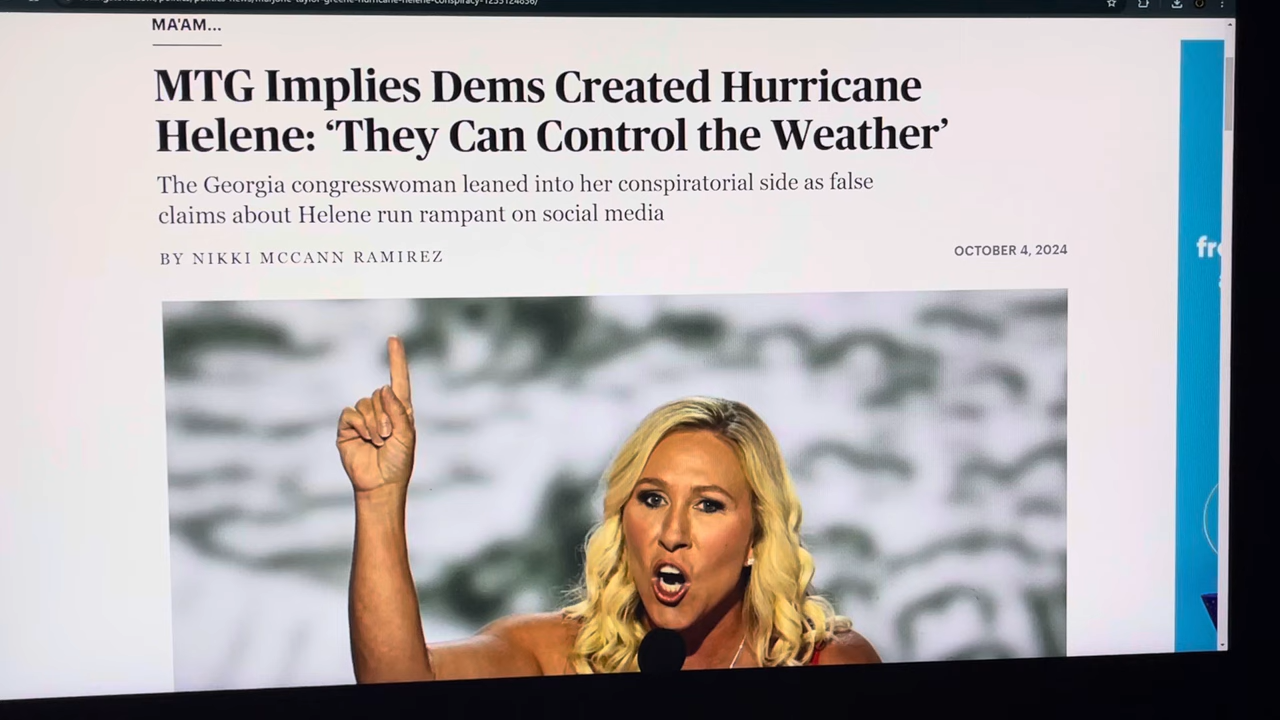 MA'AM...
MTG Implies Dems Created Hurricane
Helene: ‘They Can Control the Weather’
The Georgia congresswoman leaned into her conspiratorial side as false
claims about Helene run rampant on social media
BY NIKKI MCCANN RAMIREZ
OCTOBER 4, 2024